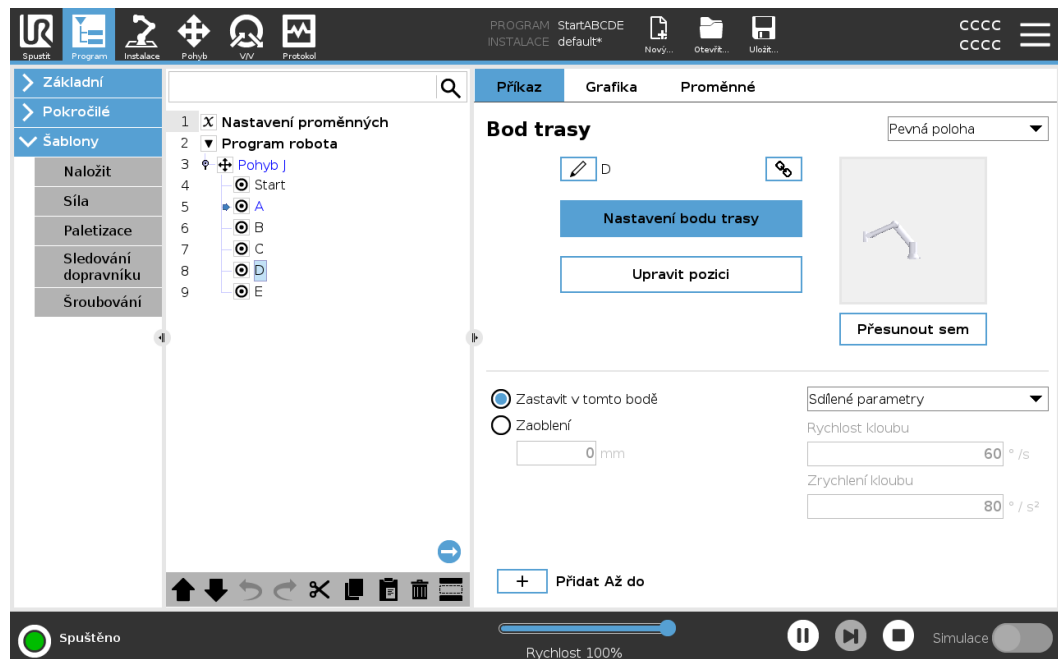 PROGRAM StartABCDE
INSTALACE default*
CCCC
CCCC
Spustit
Program
Instalace
Pohyb
V/V
Protokol
Nový...
Otevřít...
Uložit...
Základní
Pokročilé
Šablony
Naložit
Síla
Paletizace
Sledování
dopravníku
Šroubování
1 X Nastavení proměnných
2 Program robota
3 Pohyb J
4 Start
5 A
6 B
7 C
8 D
9 E
Příkaz
Grafika
Proměnné
Bod trasy
Pevná poloha
D
Nastavení bodu trasy
Upravit pozici
Přesunout sem
Zastavit v tomto bodě
Zaoblení
0 mm
Sdílené parametry
Rychlost kloubu
60 ° /s
Zrychlení kloubu
80 ° / s²
+ Přidat Až do
Spuštěno
Rychlost 100%
Simulace